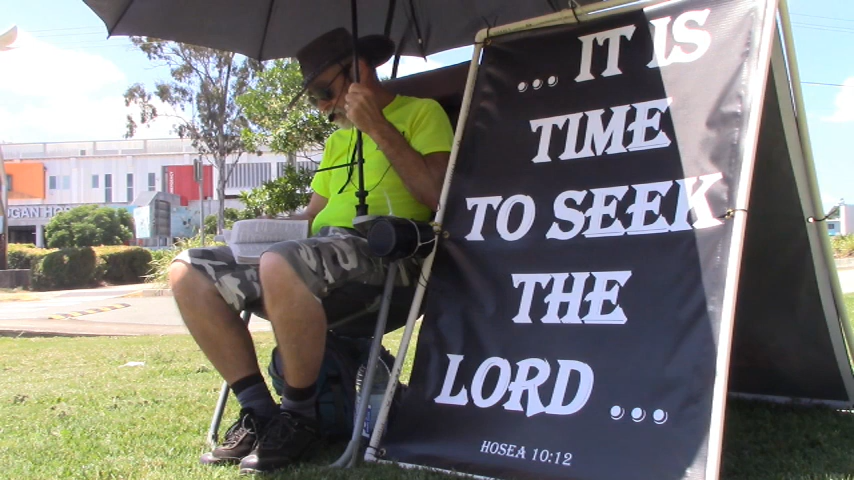 ... IT IS
TIME
TO SEEK
THE
LORD ...
HOSEA 10:12